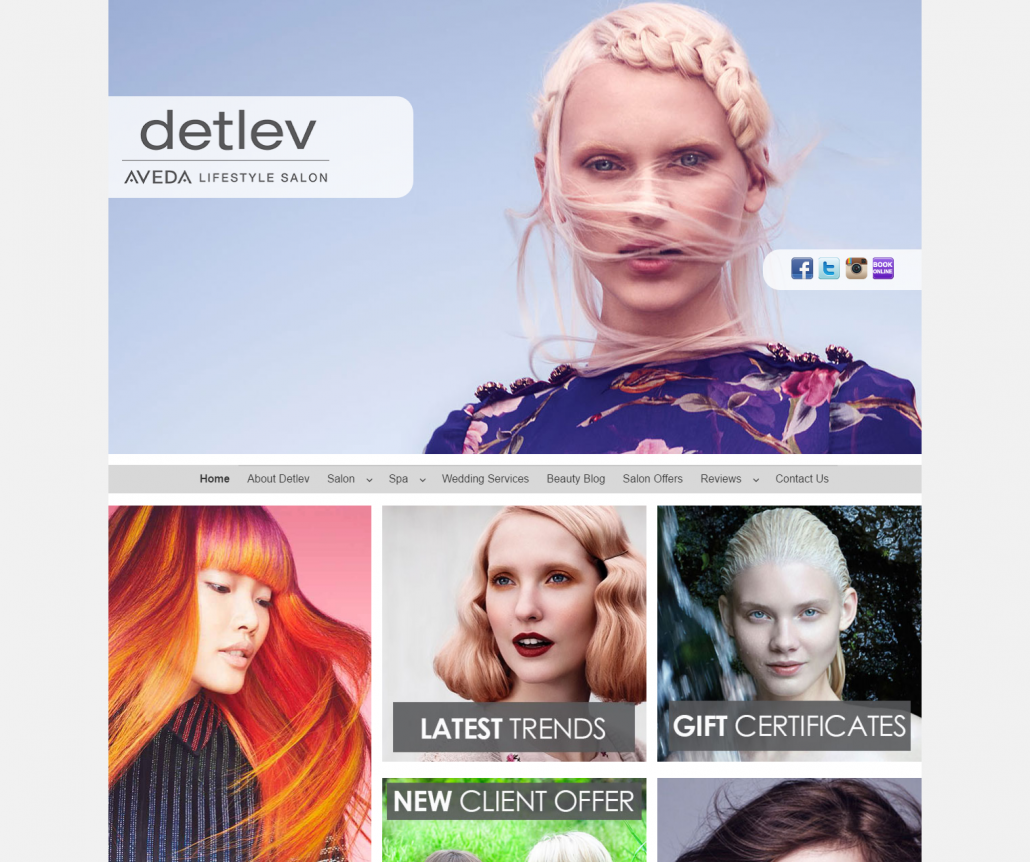 detlev
AVEDA LIFESTYLE SALON
f
t
BOOK
ONLINE
Home About Detlev Salon Spa Wedding Services Beauty Blog Salon Offers Reviews Contact Us
LATEST TRENDS
GIFT CERTIFICATES
NEW CLIENT OFFER